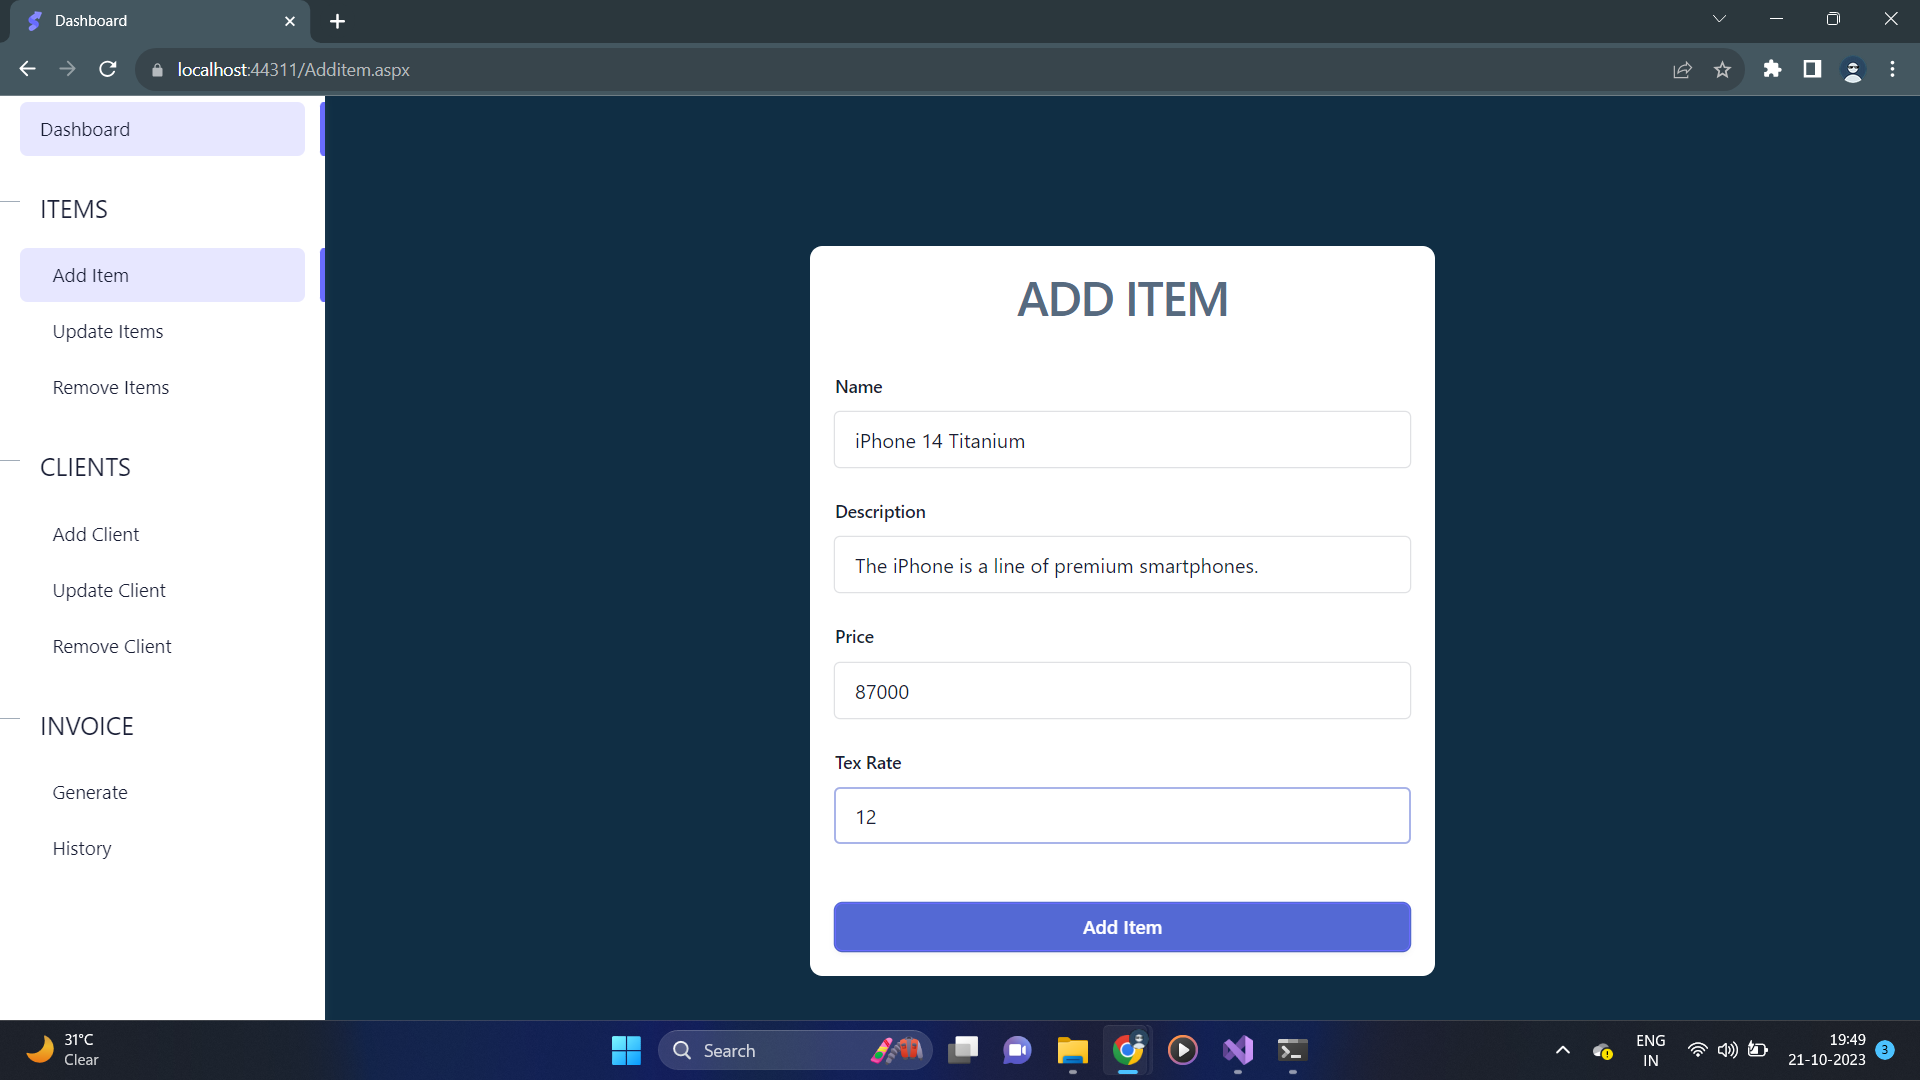 Dashboard
localhost:44311/Additem.aspx
Dashboard
ITEMS
Add Item
Update Items
Remove Items
CLIENTS
Add Client
Update Client
Remove Client
INVOICE
Generate
History
ADD ITEM
Name
iPhone 14 Titanium
Description
The iPhone is a line of premium smartphones.
Price
87000
Tex Rate
12
Add Item
31°C
Clear
Search
ENG
IN
19:49
21-10-2023
3